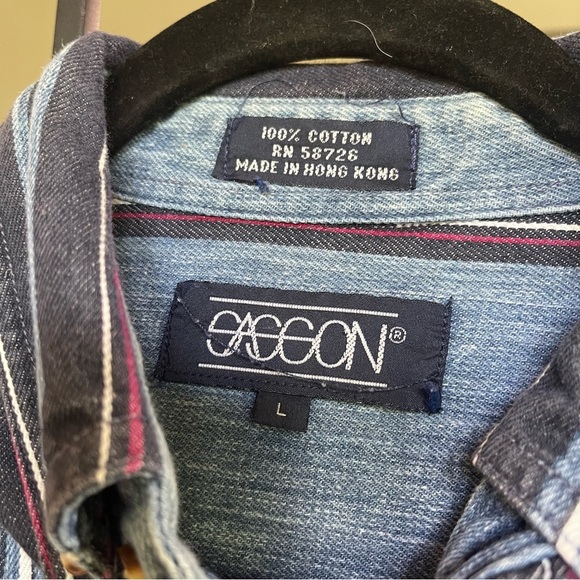 100% COTTON
RN 58726
MADE IN HONG KONG
SASSON®
L